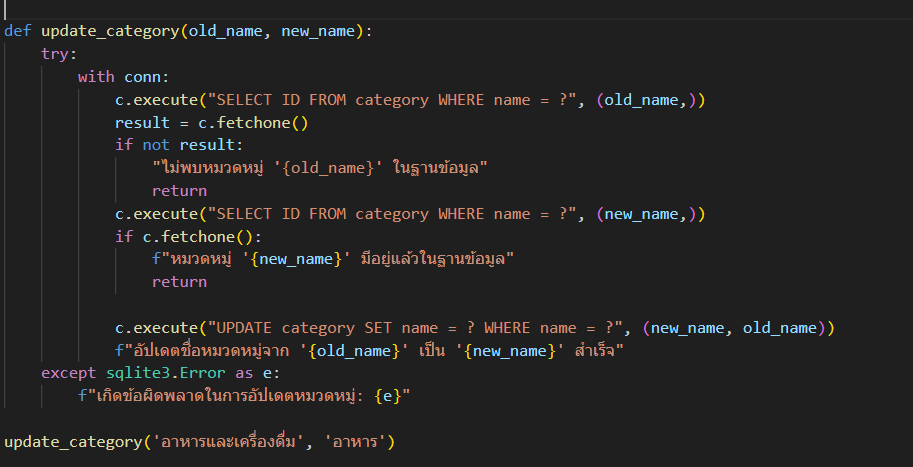 def update_category(old_name, new_name):
    try:
        with conn:
            c.execute("SELECT ID FROM category WHERE name = ?", (old_name,))
            result = c.fetchone()
            if not result:
                "ไม่พบหมวดหมู่ '{old_name}' ในฐานข้อมูล"
                return
            c.execute("SELECT ID FROM category WHERE name = ?", (new_name,))
            if c.fetchone():
                f"หมวดหมู่ '{new_name}' มีอยู่แล้วในฐานข้อมูล"
                return
            c.execute("UPDATE category SET name = ? WHERE name = ?", (new_name, old_name))
            f"อัปเดตชื่อหมวดหมู่จาก '{old_name}' เป็น '{new_name}' สำเร็จ"
    except sqlite3.Error as e:
        f"เกิดข้อผิดพลาดในการอัปเดตหมวดหมู่: {e}"
update_category('อาหารและเครื่องดื่ม', 'อาหาร')